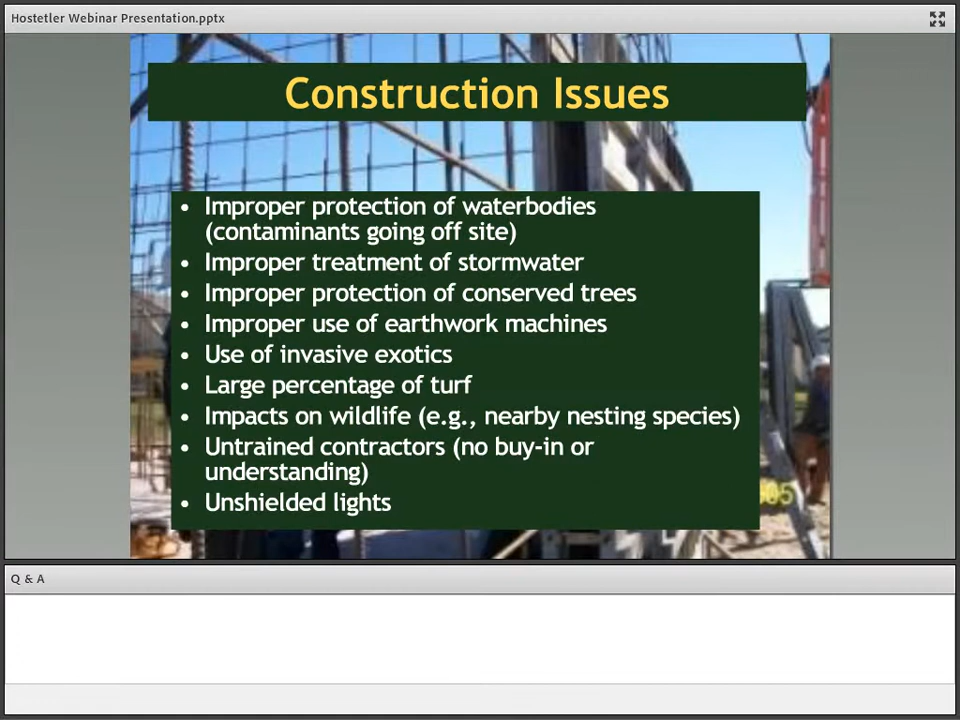 Hostetler Webinar Presentation.pptx
Construction Issues
• Improper protection of waterbodies
(contaminants going off site)
• Improper treatment of stormwater
• Improper protection of conserved trees
• Improper use of earthwork machines
• Use of invasive exotics
• Large percentage of turf
• Impacts on wildlife (e.g., nearby nesting species)
• Untrained contractors (no buy-in or
understanding)
• Unshielded lights
Q & A